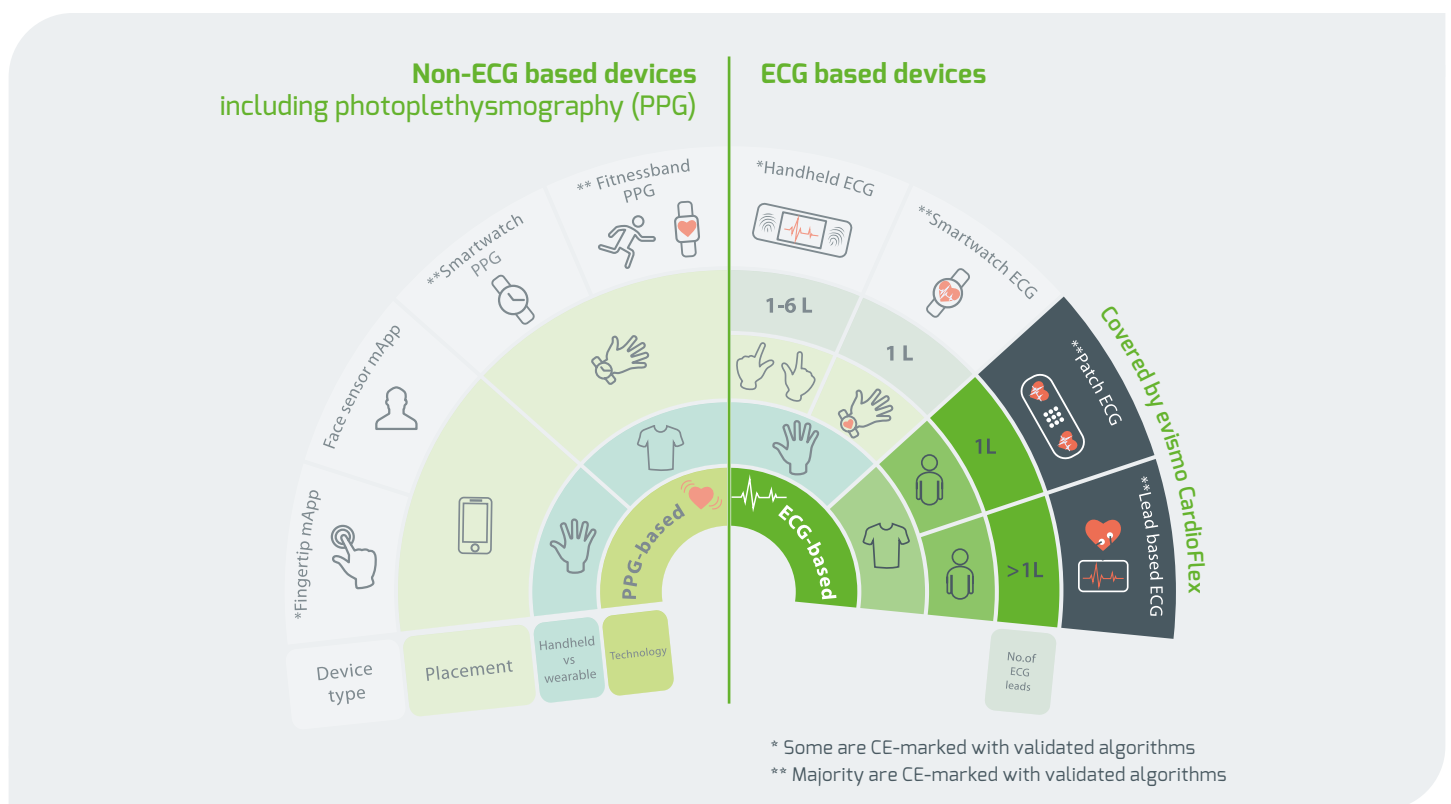 Non-ECG based devices
including photoplethysmography (PPG)
ECG based devices
*Fingertip mApp
Face sensor mApp
**Smartwatch
PPG
** Fitnessband
PPG
*Handheld ECG
**Smartwatch ECG
**Patch ECG
**Lead based ECG
Covered by evismo CardioFlex
1-6 L
1 L
1L
>1L
PPG-based
ECG-based
Device
type
Placement
Handheld
vs
wearable
Technology
No.of
ECG
leads
* Some are CE-marked with validated algorithms
** Majority are CE-marked with validated algorithms